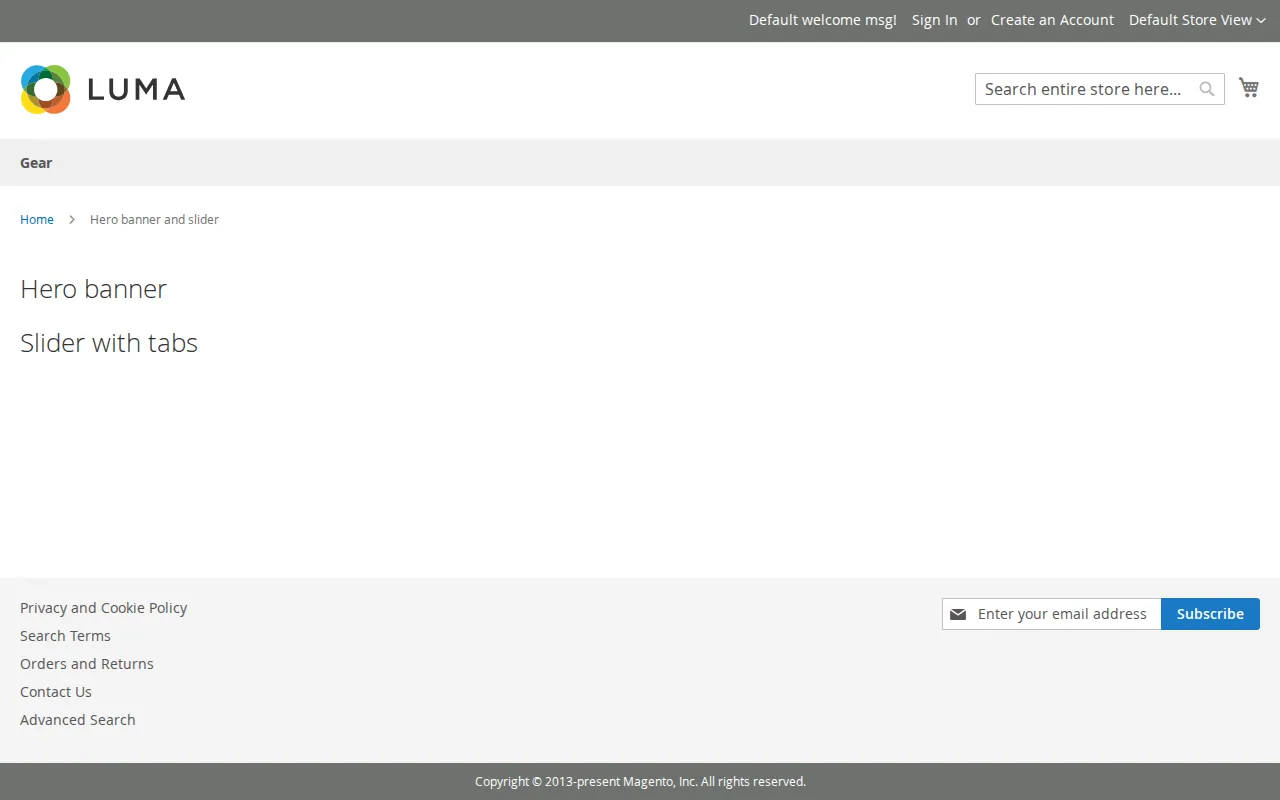 Default welcome msg! Sign In or Create an Account Default Store View
LUMA
Search entire store here...
Gear
Home Hero banner and slider
Hero banner
Slider with tabs
Privacy and Cookie Policy
Search Terms
Orders and Returns
Contact Us
Advanced Search
Enter your email address Subscribe
Copyright © 2013-present Magento, Inc. All rights reserved.